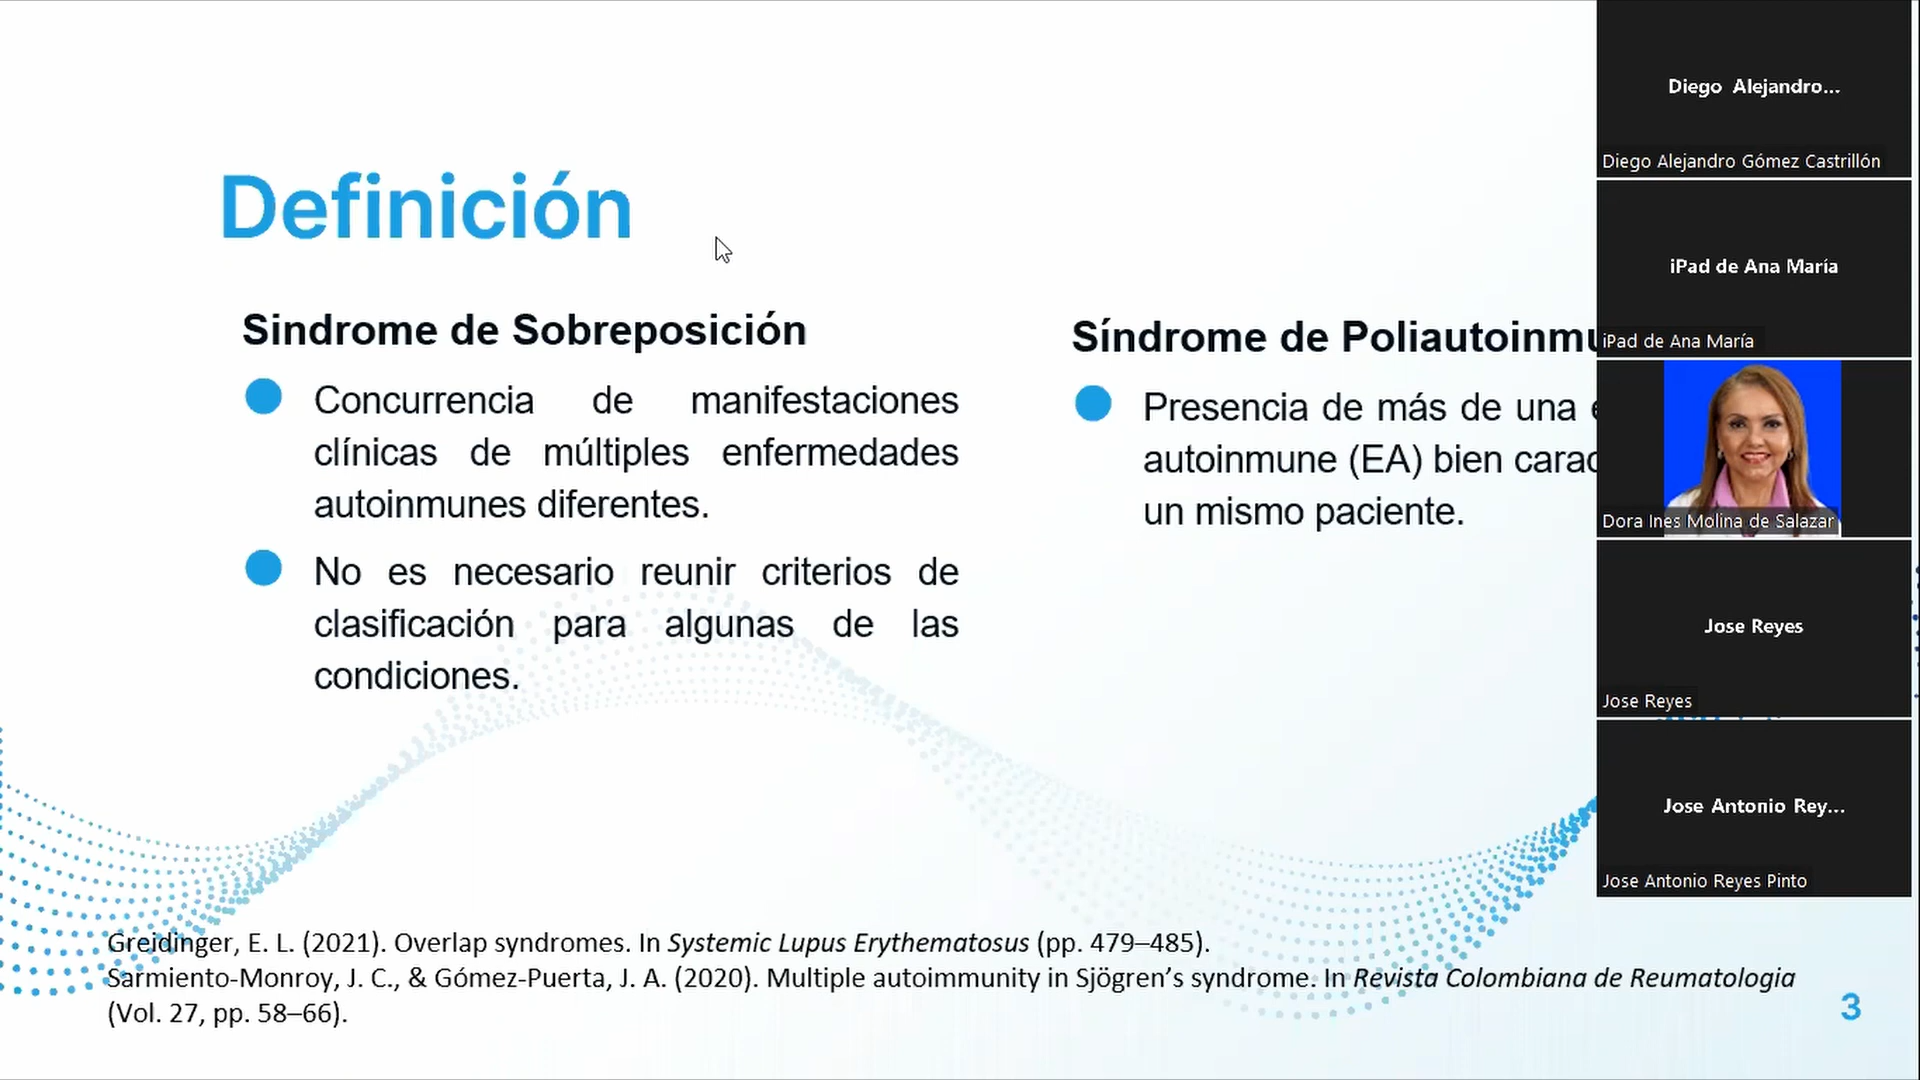 Definición
Sindrome de Sobreposición
Concurrencia de manifestaciones
clínicas de múltiples enfermedades
autoinmunes diferentes.
No es necesario reunir criterios de
clasificación para algunas de las
condiciones.
Síndrome de
Presencia de más de una
autoinmune (EA) bien
un mismo paciente.
Greidinger, E. L. (2021). Overlap syndromes. In Systemic Lupus Erythematosus (pp. 479–485).
Sarmiento-Monroy, J. C., & Gómez-Puerta, J. A. (2020). Multiple autoimmunity in Sjögren’s syndrome. In Revista Colombiana de Reumatologia
(Vol. 27, pp. 58–66).
3
Diego Alejandro...
Diego Alejandro Gómez Castrillón
iPad de Ana María
iPad de Ana María
Dora Ines Molina de Salazar
Jose Reyes
Jose Reyes
Jose Antonio Rey...
Jose Antonio Reyes Pinto